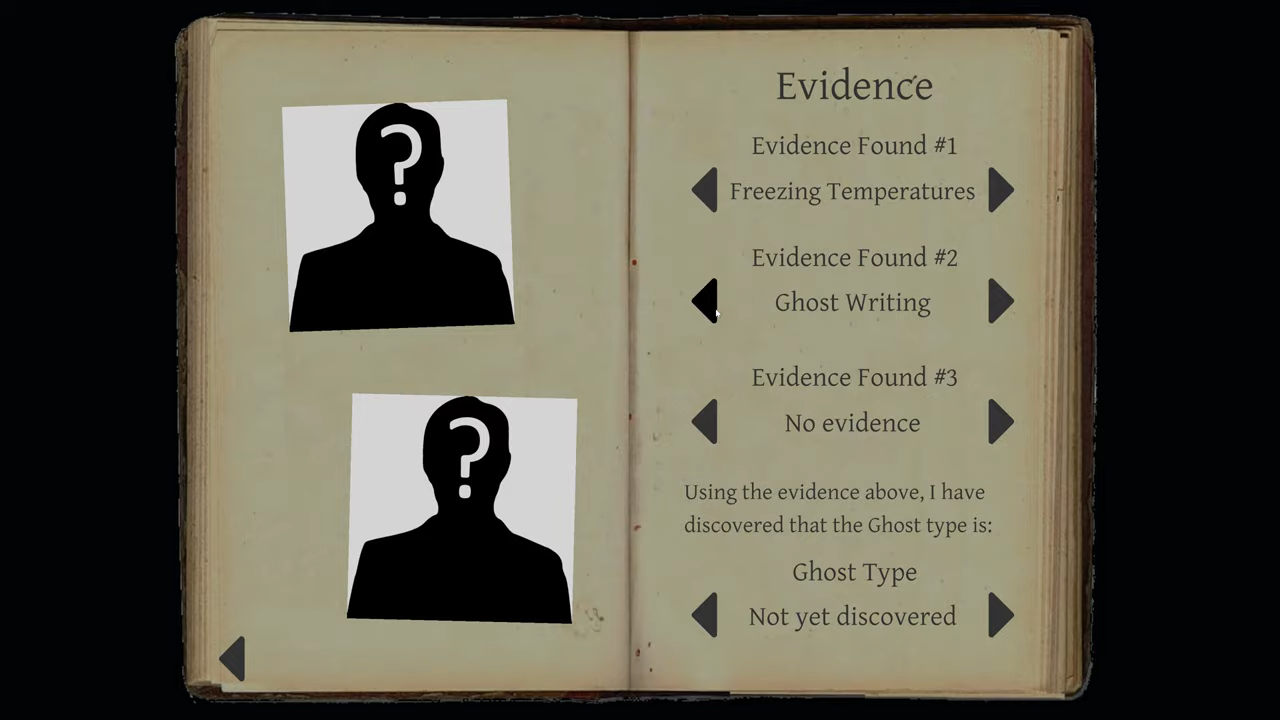 ?
?
Evidence
Evidence Found #1
Freezing Temperatures
Evidence Found #2
Ghost Writing
Evidence Found #3
No evidence
Using the evidence above, I have
discovered that the Ghost type is:
Ghost Type
Not yet discovered